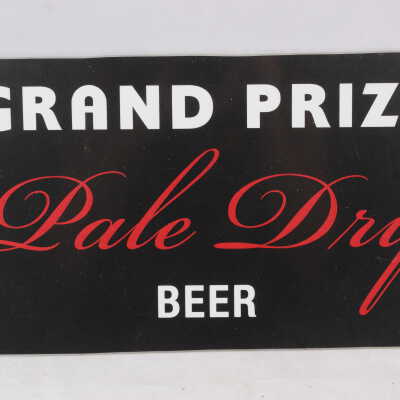 GRAND PRIZ
Pale Dry
BEER